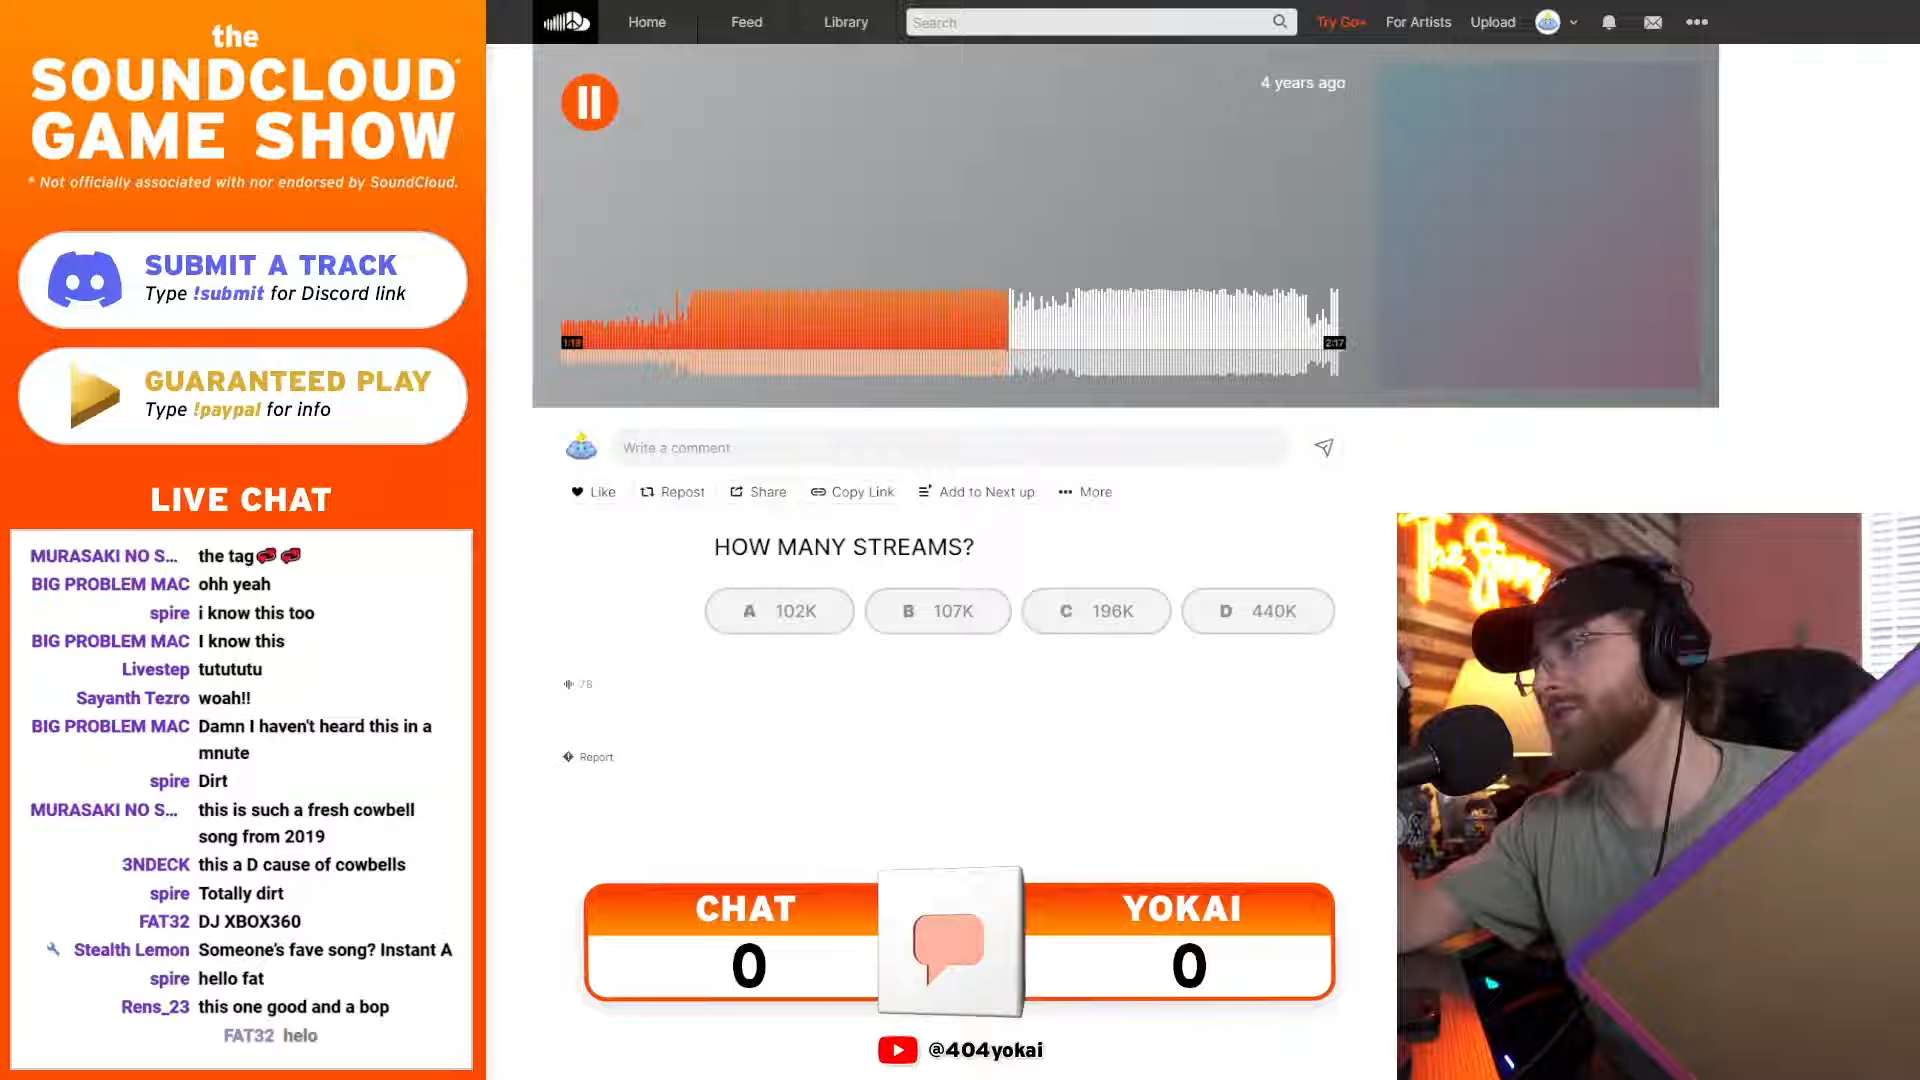 the
SOUNDCLOUD*
GAME SHOW
* Not officially associated with nor endorsed by SoundCloud.
SUBMIT A TRACK
Type !submit for Discord link
GUARANTEED PLAY
Type !paypal for info
LIVE CHAT
MURASAKI NO S... the tag
BIG PROBLEM MAC ohh yeah
spire i know this too
BIG PROBLEM MAC I know this
Livestep tutututu
Sayanth Tezro woah!!
BIG PROBLEM MAC Damn I haven't heard this in a
mnute
spire Dirt
MURASAKI NO S... this is such a fresh cowbell
song from 2019
3NDECK this a D cause of cowbells
spire Totally dirt
FAT32 DJ XBOX360
Stealth Lemon Someone's fave song? Instant A
spire hello fat
Rens_23 this one good and a bop
FAT32 helo
Home Feed Library Search Try Go+ For Artists Upload
4 years ago
1:18 2:17
Write a comment
Like Repost Share Copy Link Add to Next up More
HOW MANY STREAMS?
A 102K B 107K C 196K D 440K
78
Report
CHAT YOKAI
0 0
@404yokai
The Show